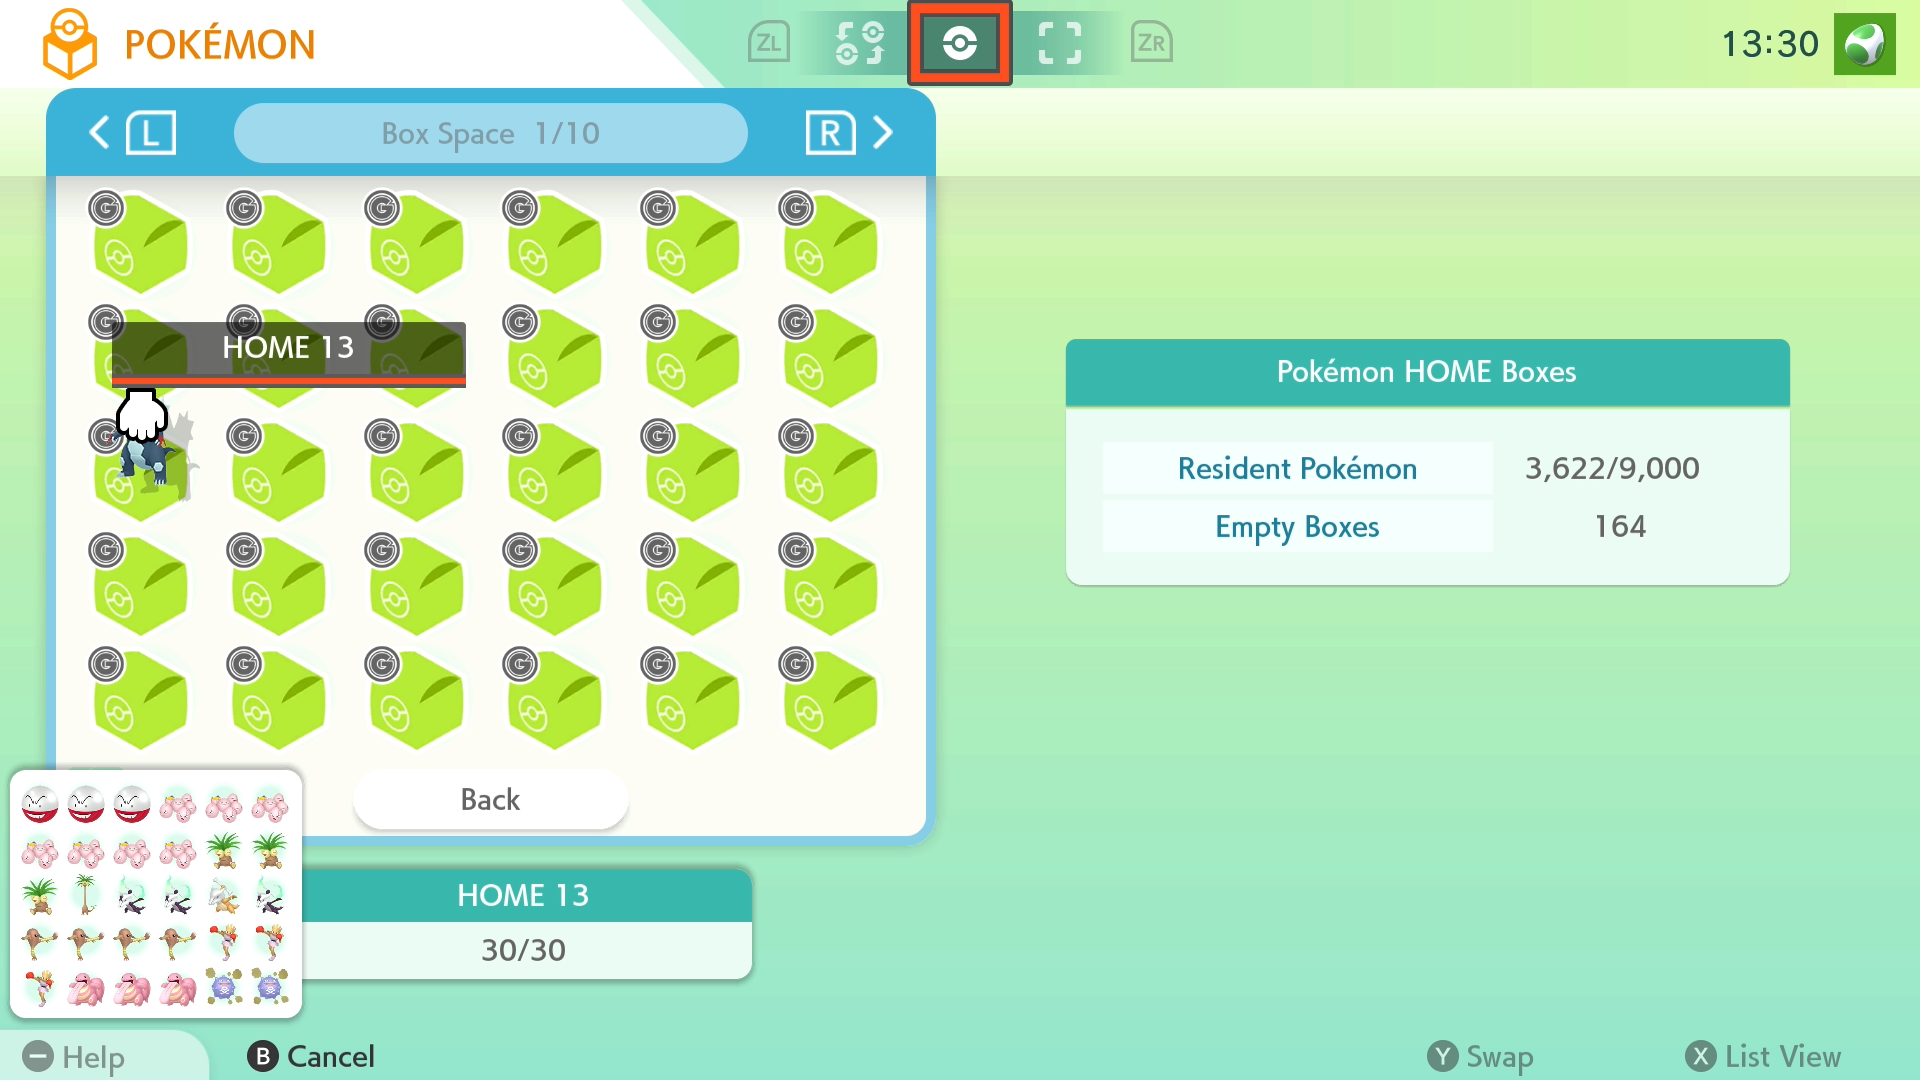 POKÉMON
ZL
ZR
13:30
L
Box Space 1/10
R
HOME 13
Pokémon HOME Boxes
Resident Pokémon 3,622/9,000
Empty Boxes 164
Back
HOME 13
30/30
Help
B Cancel
Y Swap
X List View